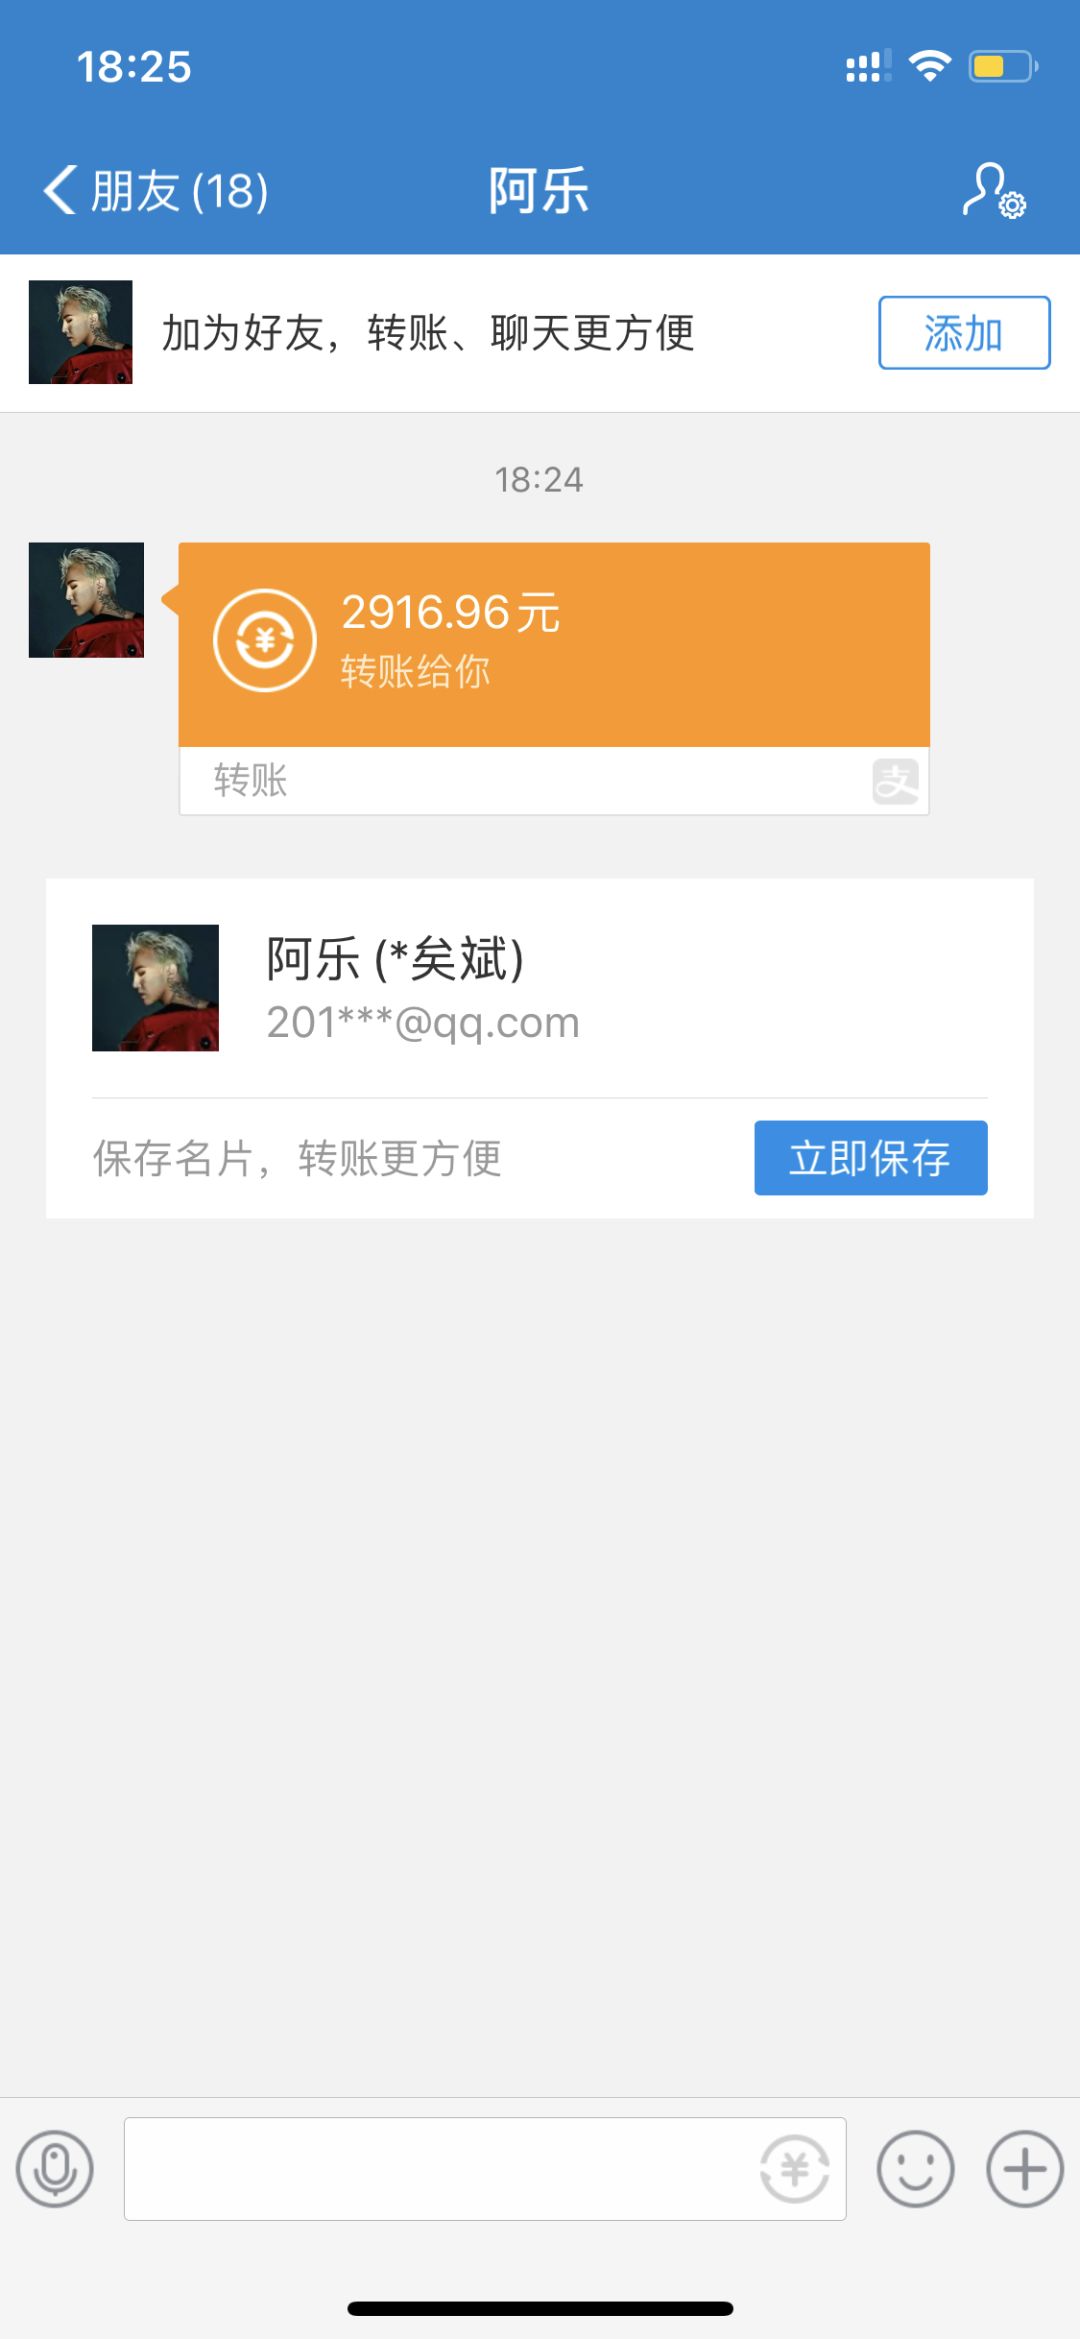 18:25
朋友 (18)
阿乐
加为好友，转账、聊天更方便
添加
18:24
2916.96元
转账给你
转账
支
阿乐 (*矣斌)
201***@qq.com
保存名片，转账更方便
立即保存